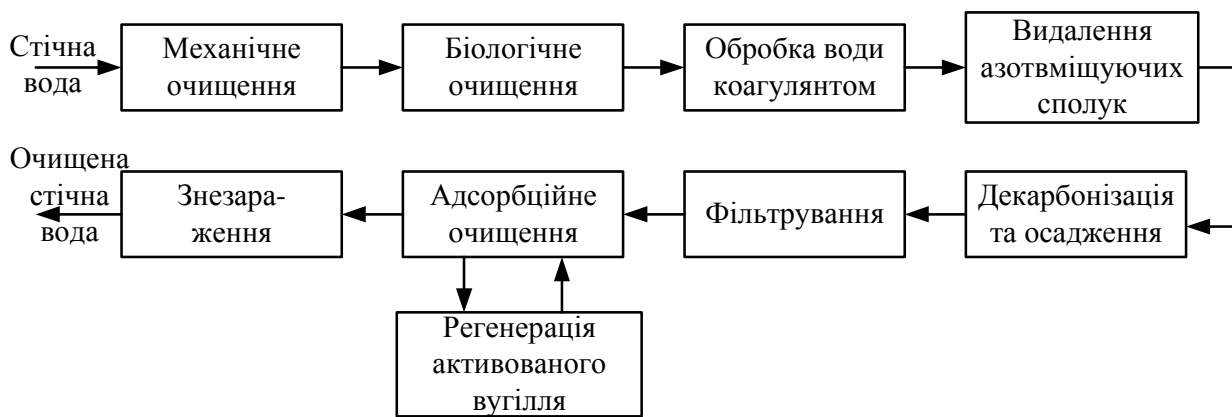 Стічна
вода
Механічне
очищення
Біологічне
очищення
Обробка води
коагулянтом
Видалення
азотвміщуючих
сполук
Очищена
стічна
вода
Знезара-
ження
Адсорбційне
очищення
Фільтрування
Декарбонізація
та осадження
Регенерація
активованого
вугілля